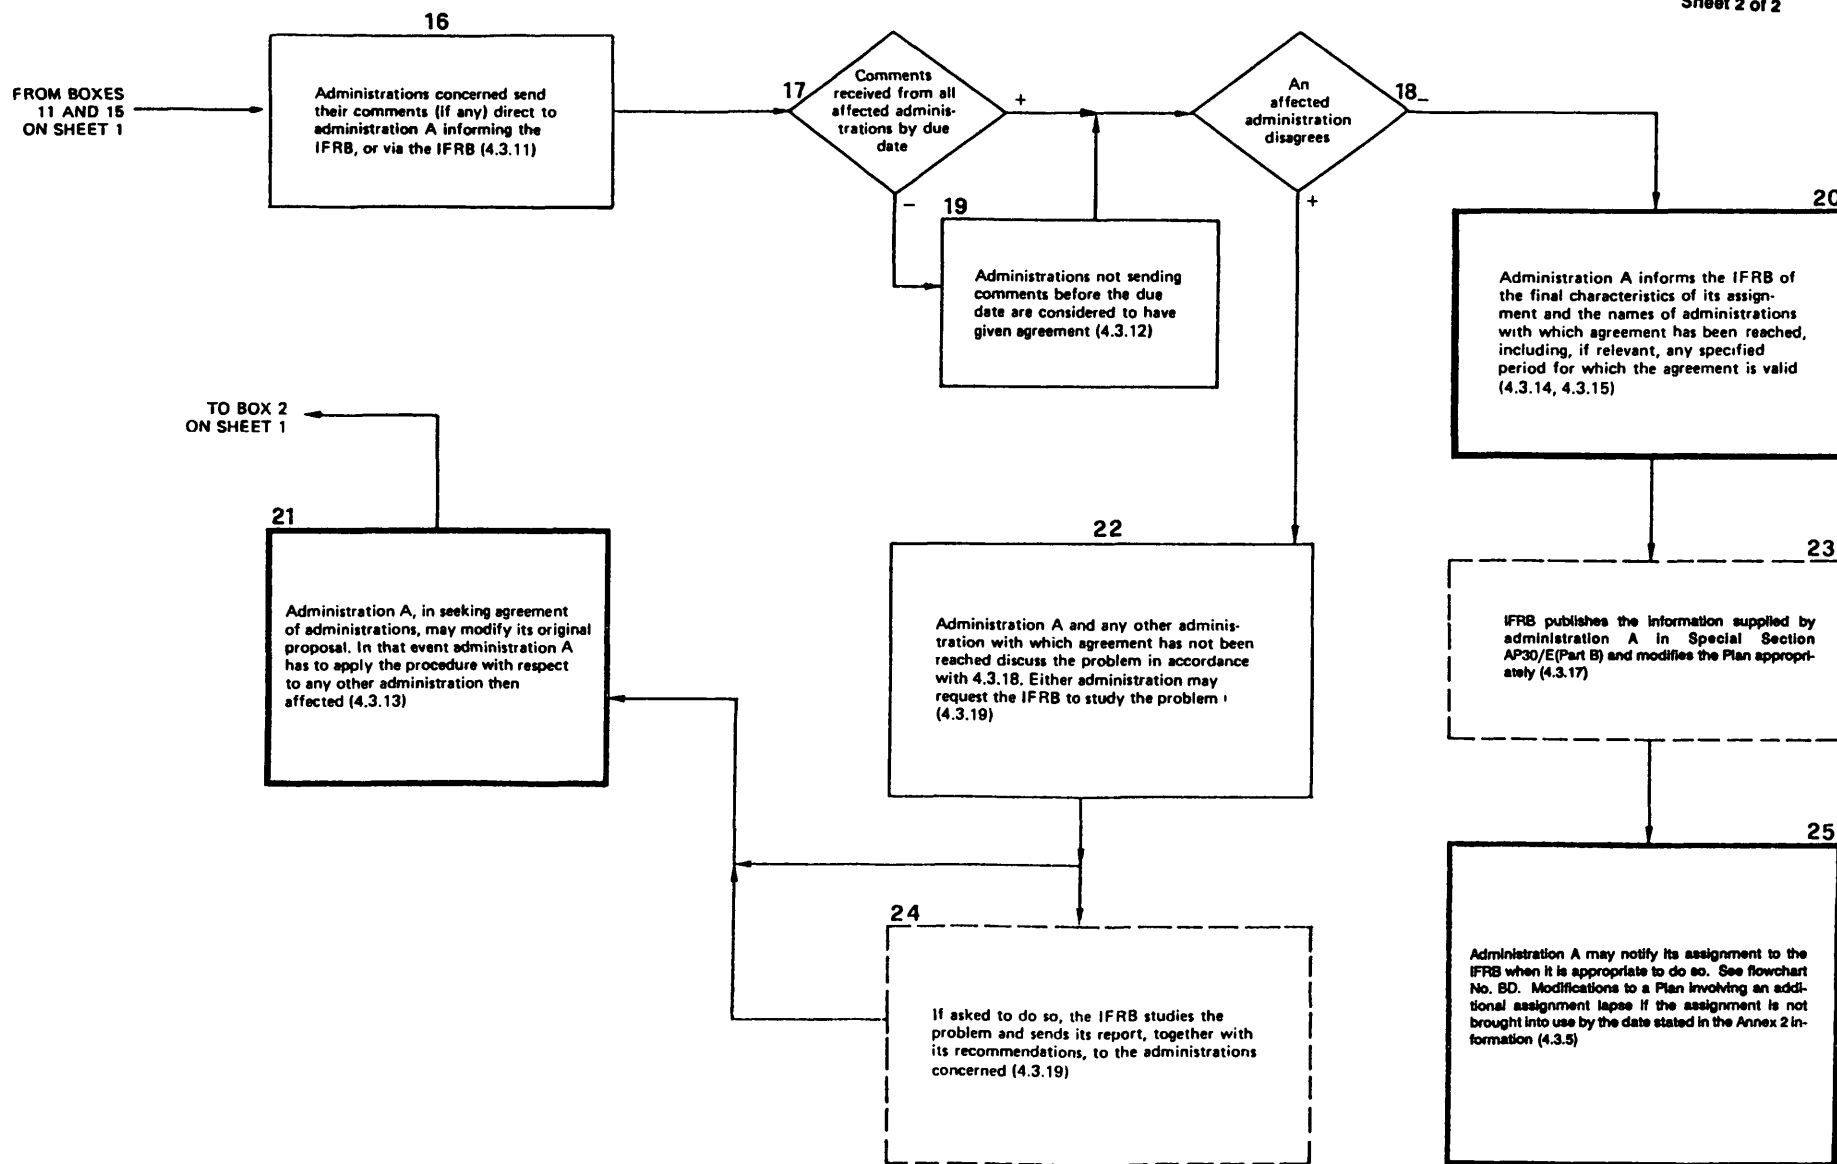 Sheet 2 of 2
16
FROM BOXES
11 AND 15
ON SHEET 1
Administrations concerned send
their comments (if any) direct to
administration A informing the
IFRB, or via the IFRB (4.3.11)
17
Comments
received from all
affected adminis-
trations by due
date
+
−
18
An
affected
administration
disagrees
−
+
19
Administrations not sending
comments before the due
date are considered to have
given agreement (4.3.12)
20
Administration A informs the IFRB of
the final characteristics of its assign-
ment and the names of administrations
with which agreement has been reached,
including, if relevant, any specified
period for which the agreement is valid
(4.3.14, 4.3.15)
TO BOX 2
ON SHEET 1
21
Administration A, in seeking agreement
of administrations, may modify its original
proposal. In that event administration A
has to apply the procedure with respect
to any other administration then
affected (4.3.13)
22
Administration A and any other adminis-
tration with which agreement has not been
reached discuss the problem in accordance
with 4.3.18. Either administration may
request the IFRB to study the problem
(4.3.19)
23
IFRB publishes the information supplied by
administration A in Special Section
AP30/E(Part B) and modifies the Plan appropri-
ately (4.3.17)
24
If asked to do so, the IFRB studies the
problem and sends its report, together with
its recommendations, to the administrations
concerned (4.3.19)
25
Administration A may notify its assignment to the
IFRB when it is appropriate to do so. See flowchart
No. BD. Modifications to a Plan involving an addi-
tional assignment lapse if the assignment is not
brought into use by the date stated in the Annex 2 in-
formation (4.3.5)